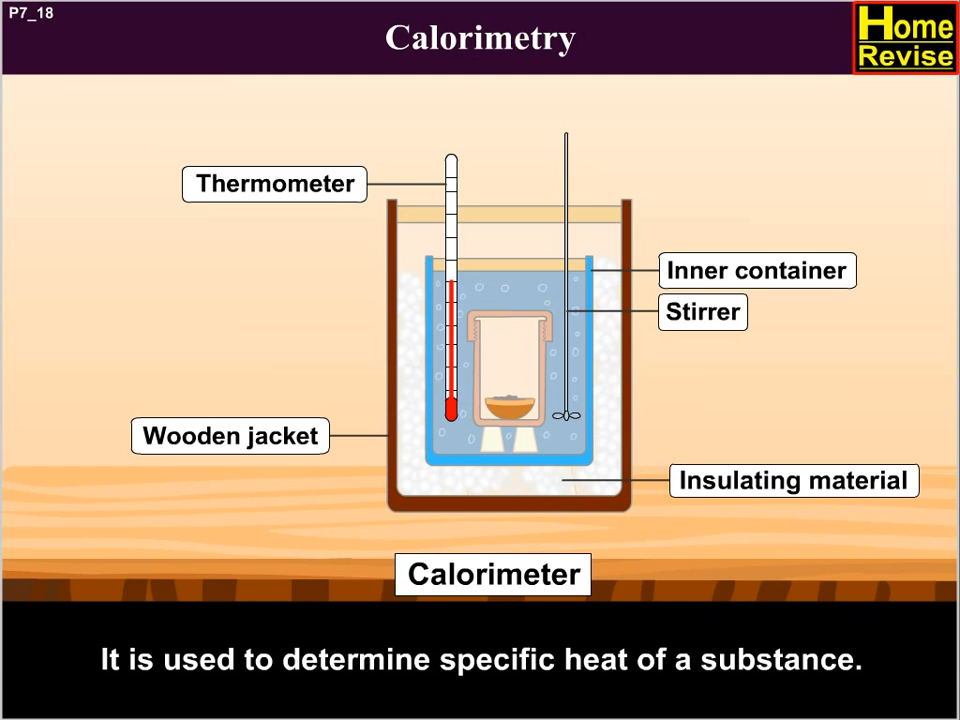 P7_18
Calorimetry
Home
Revise
Thermometer
Inner container
Stirrer
Wooden jacket
Insulating material
Calorimeter
It is used to determine specific heat of a substance.